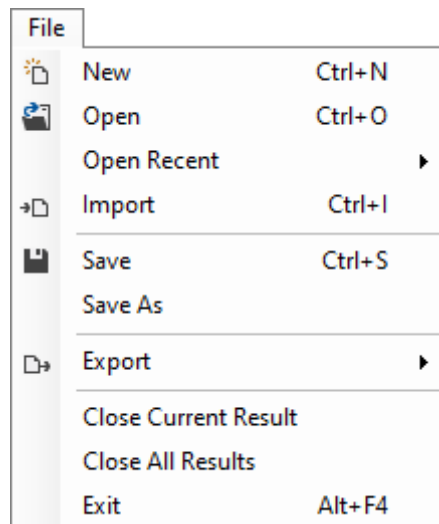 File
New Ctrl+N
Open Ctrl+O
Open Recent
Import Ctrl+I
Save Ctrl+S
Save As
Export
Close Current Result
Close All Results
Exit Alt+F4